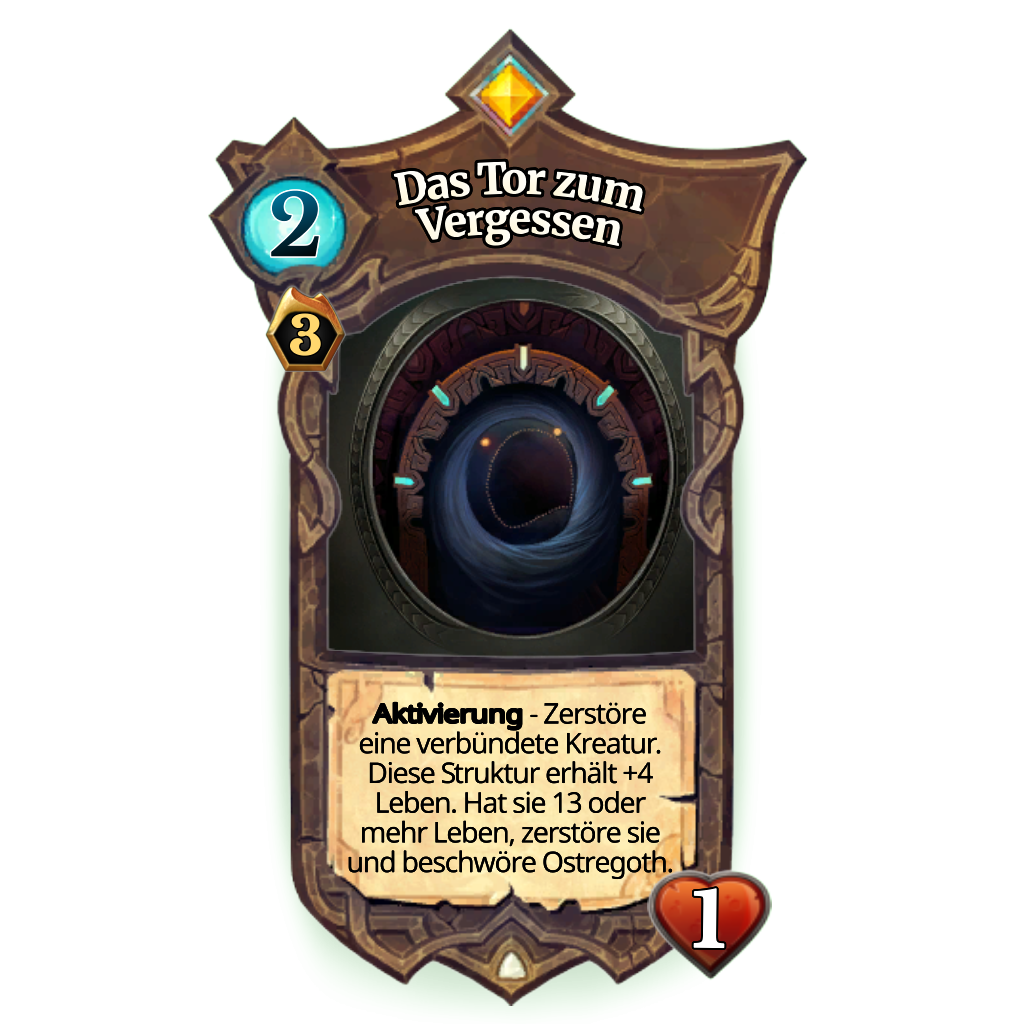 Das Tor zum
Vergessen
2
3
Aktivierung - Zerstöre
eine verbündete Kreatur.
Diese Struktur erhält +4
Leben. Hat sie 13 oder
mehr Leben, zerstöre sie
und beschwöre Ostregoth.
1